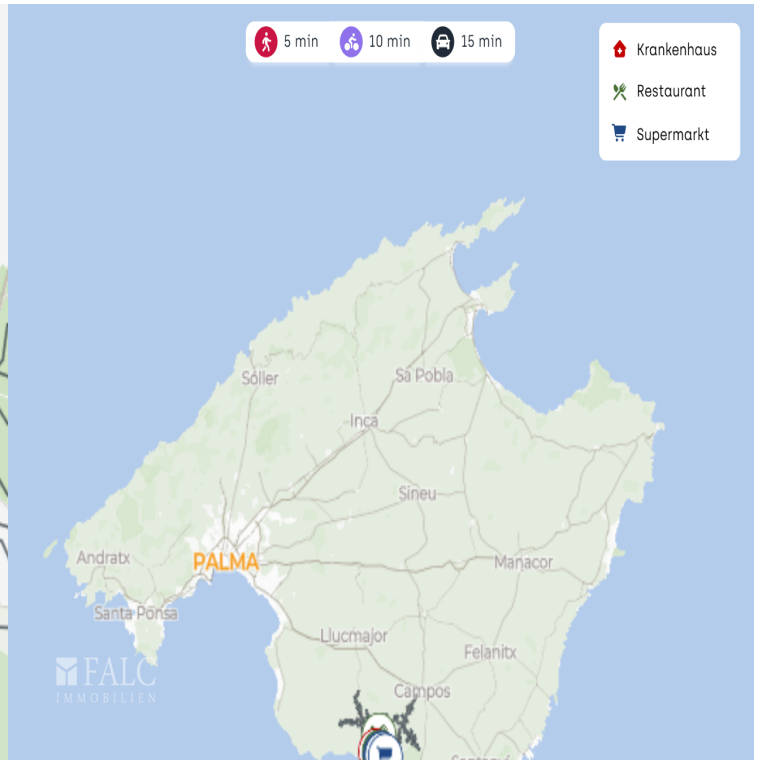 5 min 10 min 15 min
Krankenhaus
Restaurant
Supermarkt
Sóller
Sa Pobla
Inca
Sineu
Andratx
PALMA
Manacor
Santa Ponsa
Llucmajor
Felanitx
FALC
IMMOBILIEN
Campos